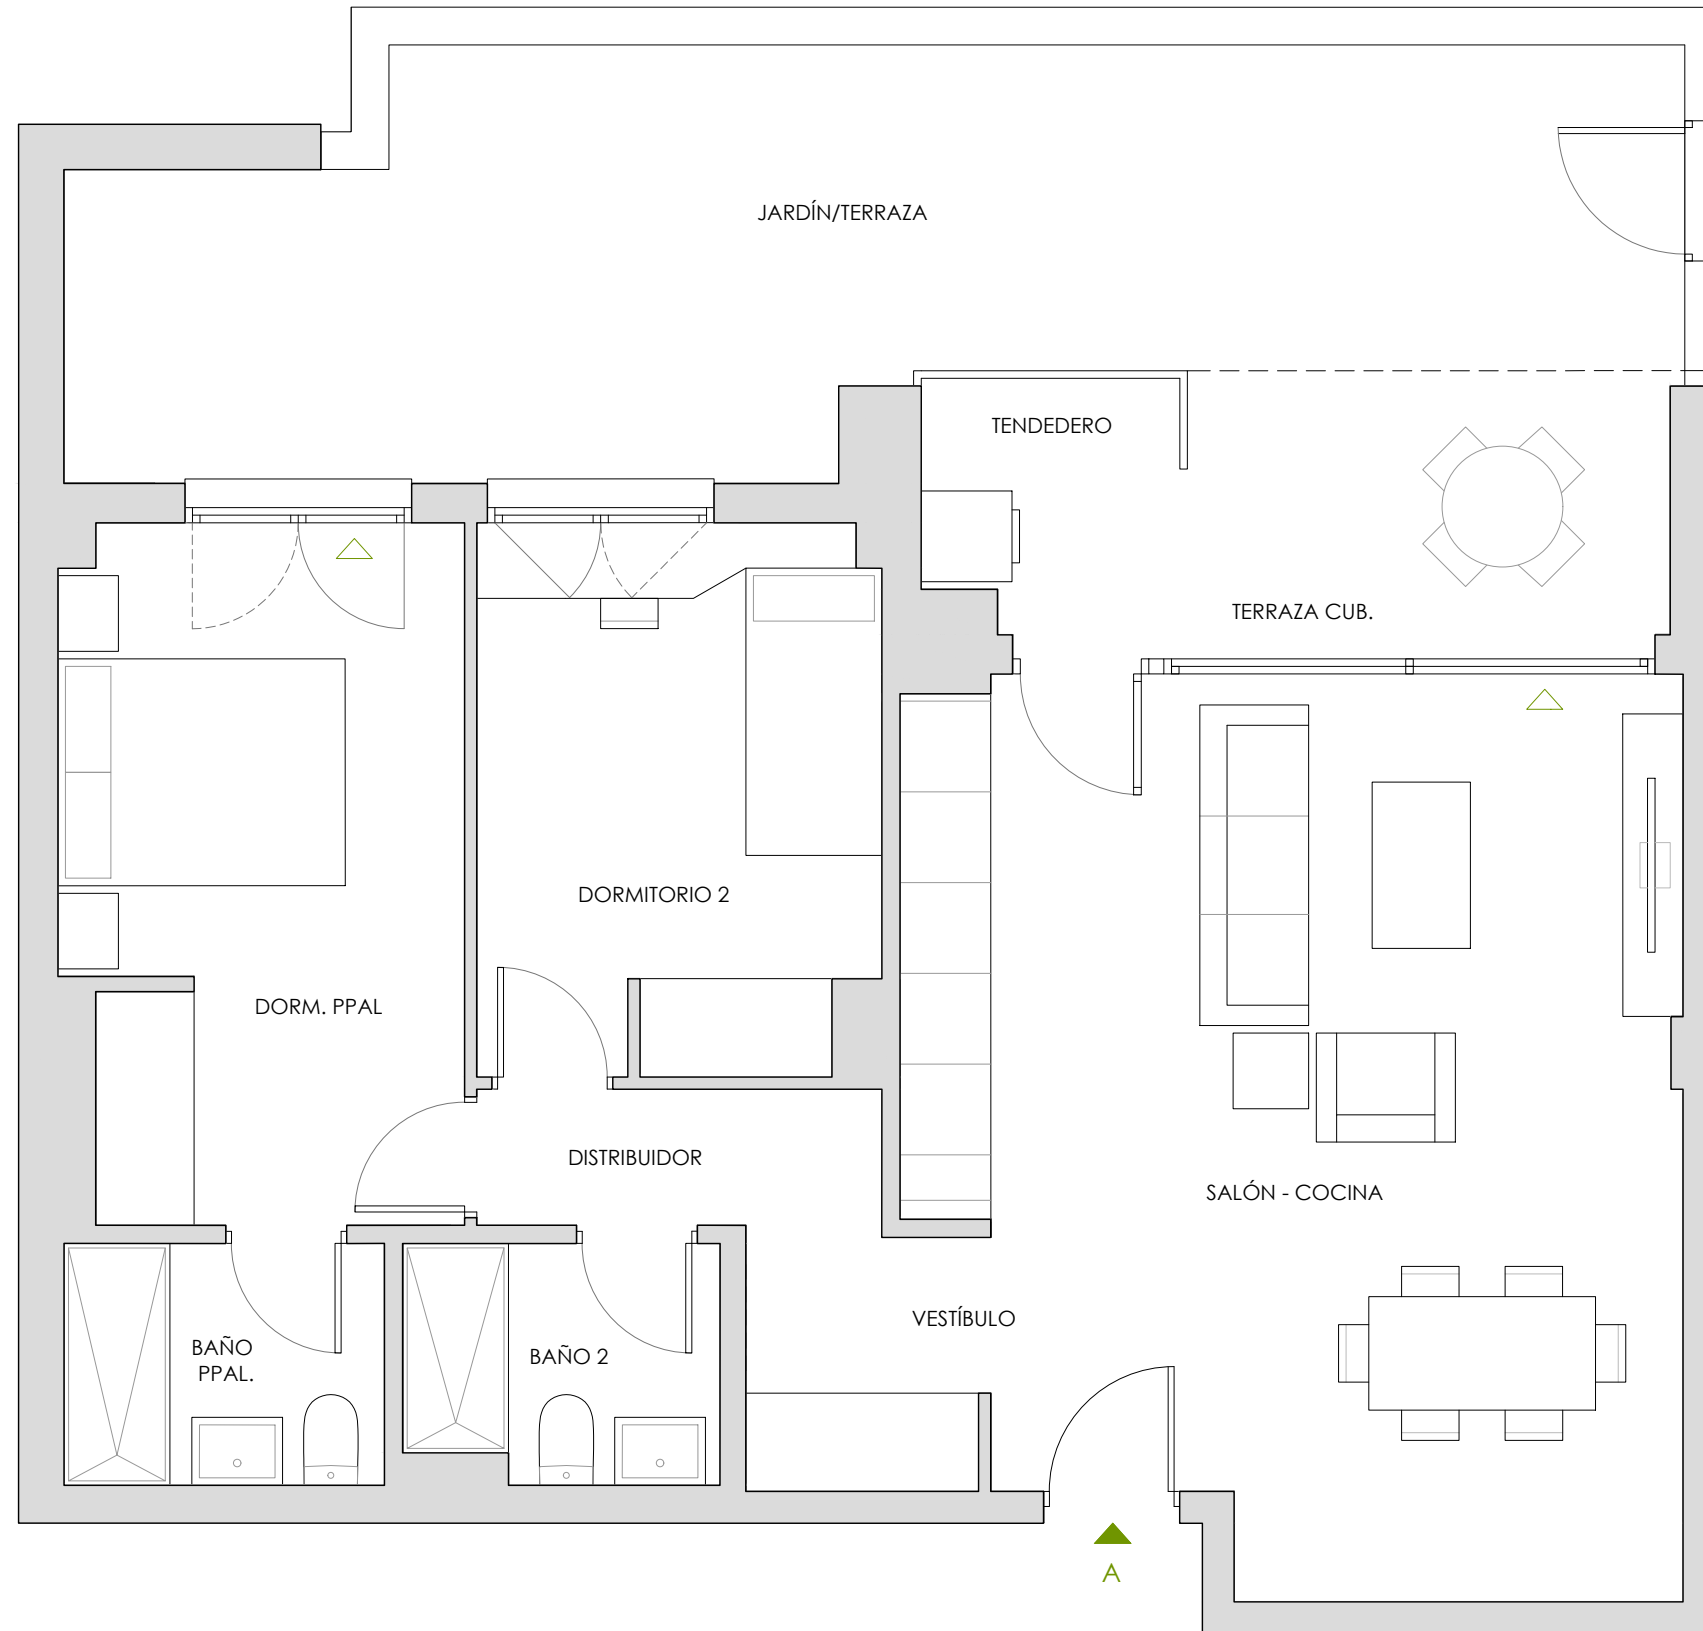 JARDÍN/TERRAZA
TENDEDERO
TERRAZA CUB.
DORMITORIO 2
DORM. PPAL
DISTRIBUIDOR
SALÓN - COCINA
VESTÍBULO
BAÑO
PPAL.
BAÑO 2
A